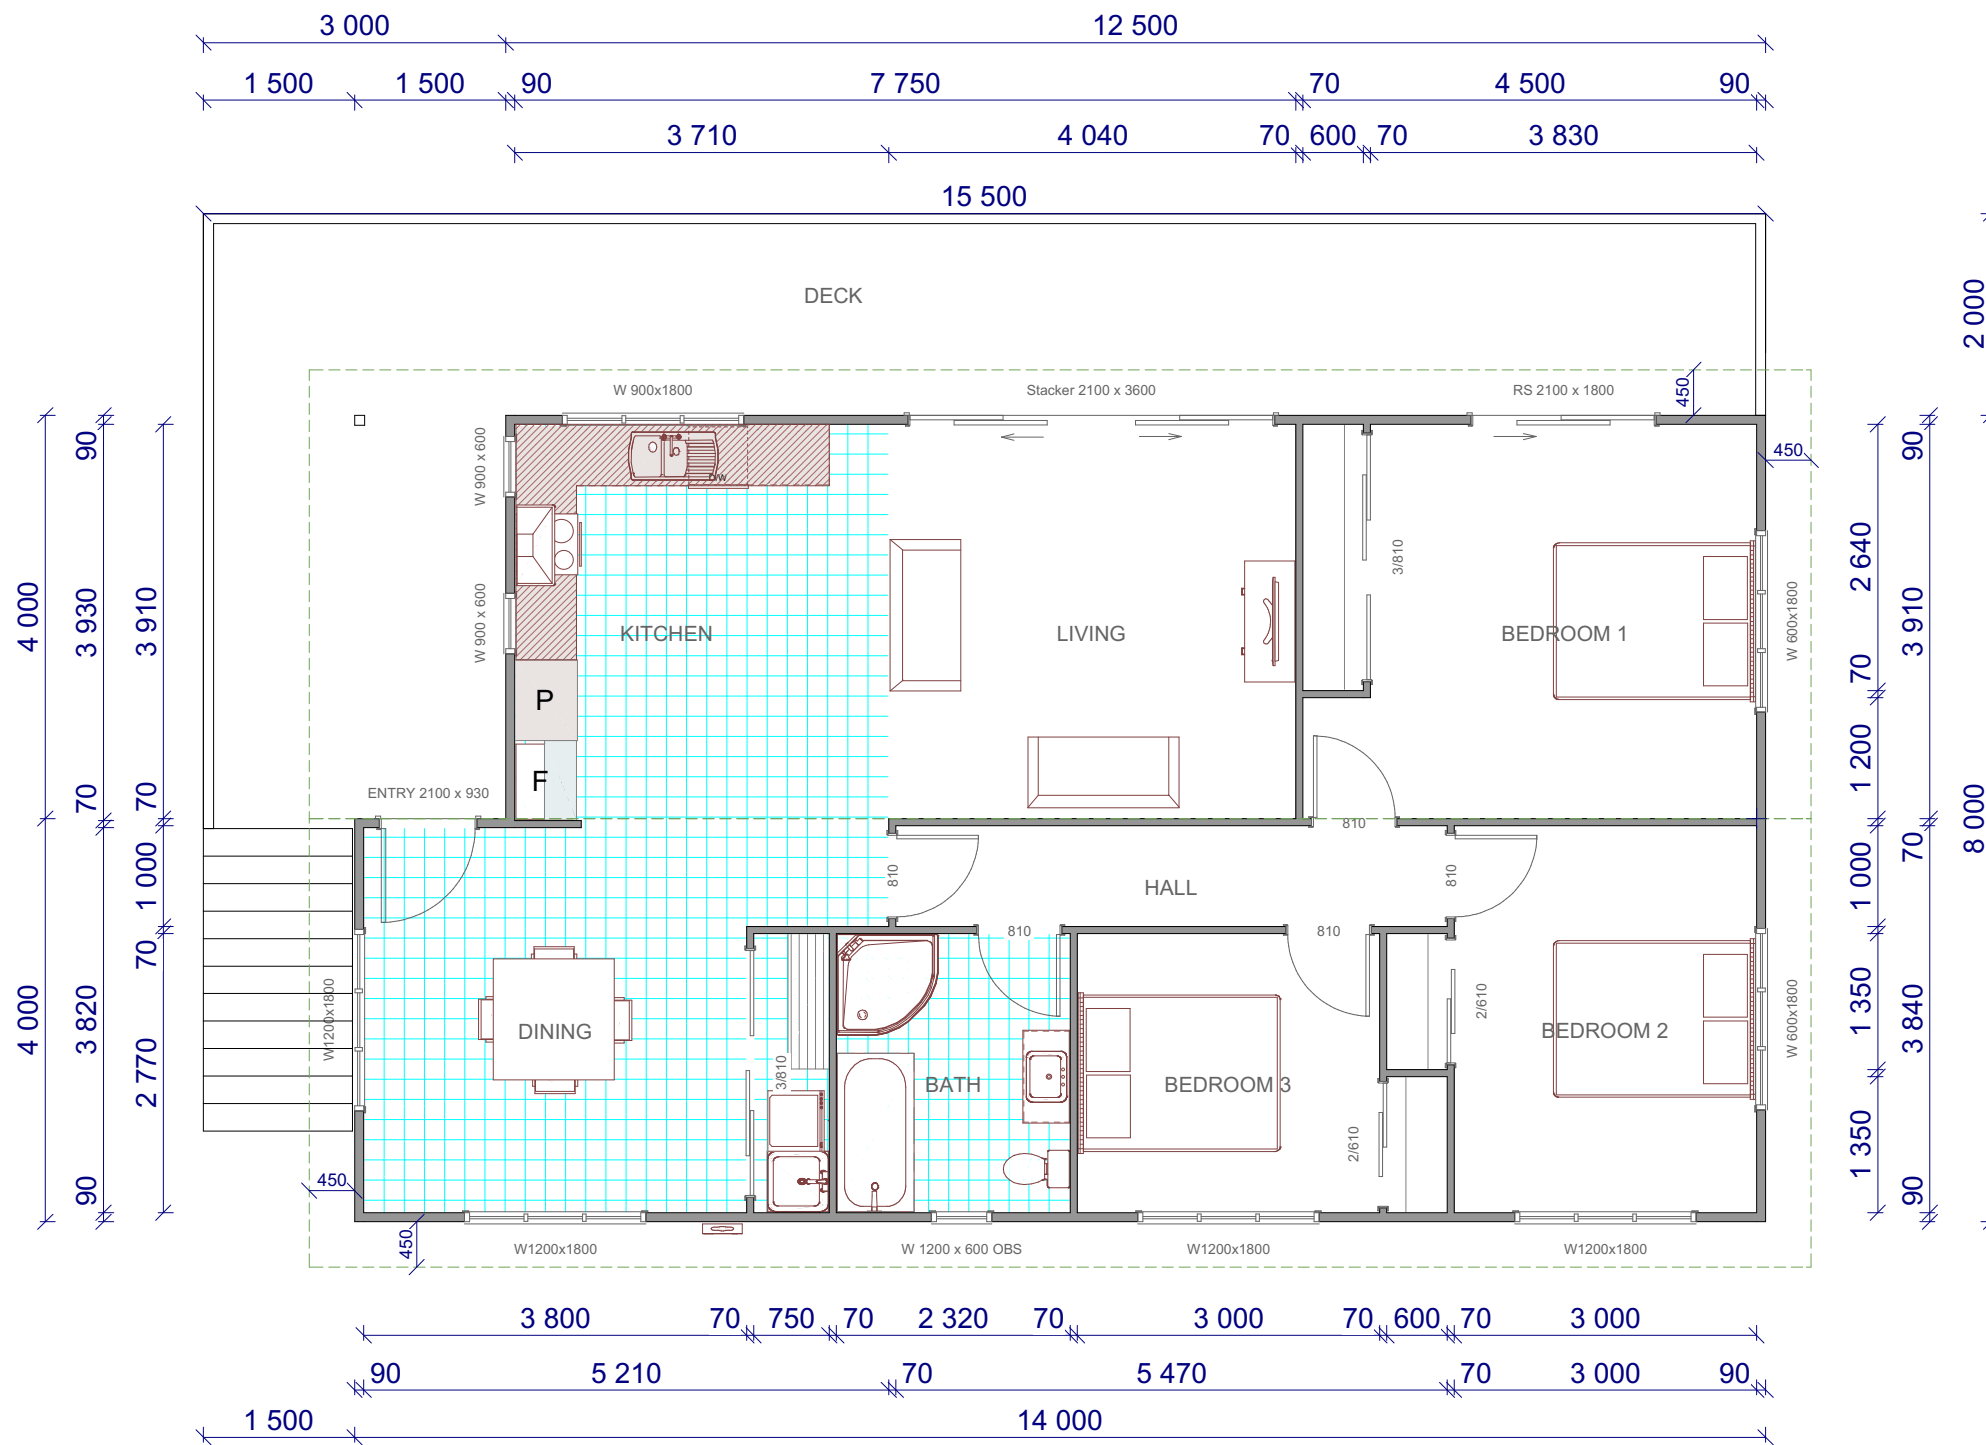 3 000 12 500
1 500 1 500 90 7 750 70 4 500 90
3 710 4 040 70 600 70 3 830
15 500
DECK
2 000
W 900x1800 Stacker 2100 x 3600 RS 2100 x 1800 450
90 W 900 x 600 450 90
D/W
4 000 3 930 3 910 3/810 2 640 3 910
W 900 x 600 KITCHEN LIVING BEDROOM 1 W 600x1800
P 70
1 200
F
70 70 ENTRY 2100 x 930
810
8 000
1 000 810 HALL 810 1 000 70
810 810
70 70
4 000 3 820 2 770 W1200x1800 DINING 3/810 BATH BEDROOM 3 2/610 BEDROOM 2 W 600x1800 1 350 3 840
2/610 1 350
90 450 90
450 W1200x1800 W 1200 x 600 OBS W1200x1800 W1200x1800
3 800 70 750 70 2 320 70 3 000 70 600 70 3 000
90 5 210 70 5 470 70 3 000 90
1 500 14 000